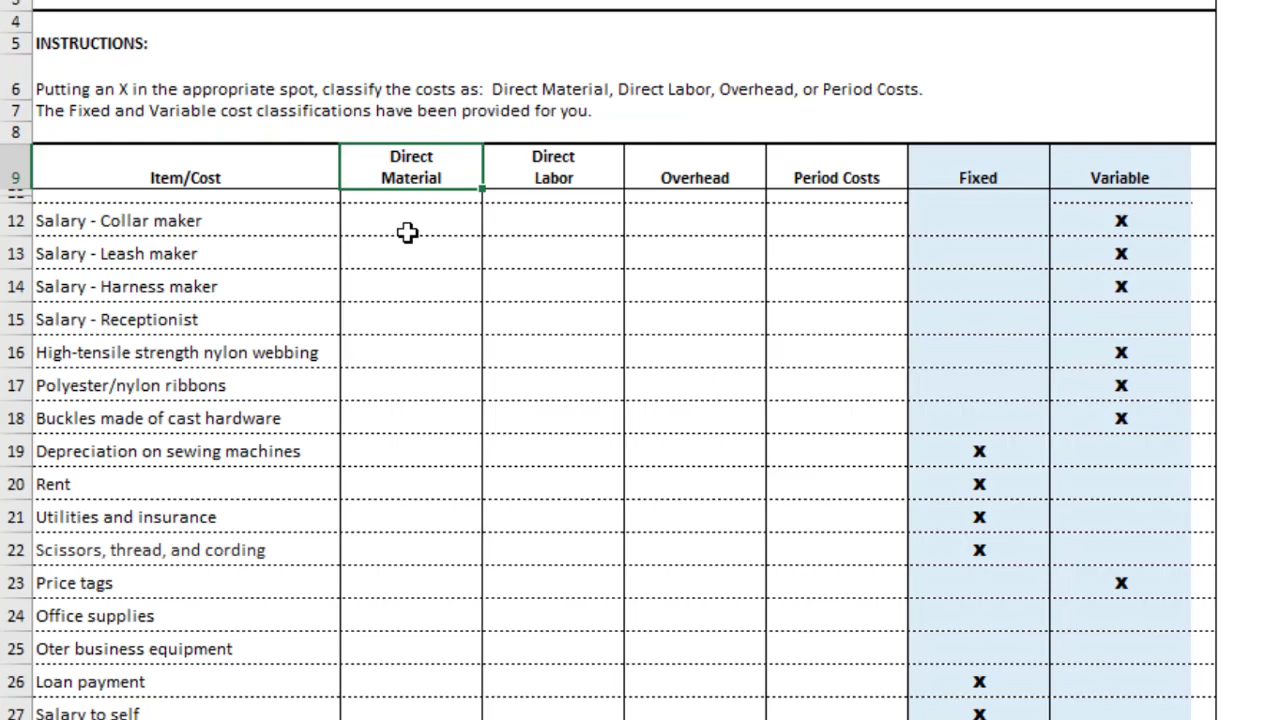 4
5 INSTRUCTIONS:
6 Putting an X in the appropriate spot, classify the costs as: Direct Material, Direct Labor, Overhead, or Period Costs.
7 The Fixed and Variable cost classifications have been provided for you.
8
9 Item/Cost Direct Material Direct Labor Overhead Period Costs Fixed Variable
12 Salary - Collar maker X
13 Salary - Leash maker X
14 Salary - Harness maker X
15 Salary - Receptionist
16 High-tensile strength nylon webbing X
17 Polyester/nylon ribbons X
18 Buckles made of cast hardware X
19 Depreciation on sewing machines X
20 Rent X
21 Utilities and insurance X
22 Scissors, thread, and cording X
23 Price tags X
24 Office supplies
25 Oter business equipment
26 Loan payment X
27 Salary to self X